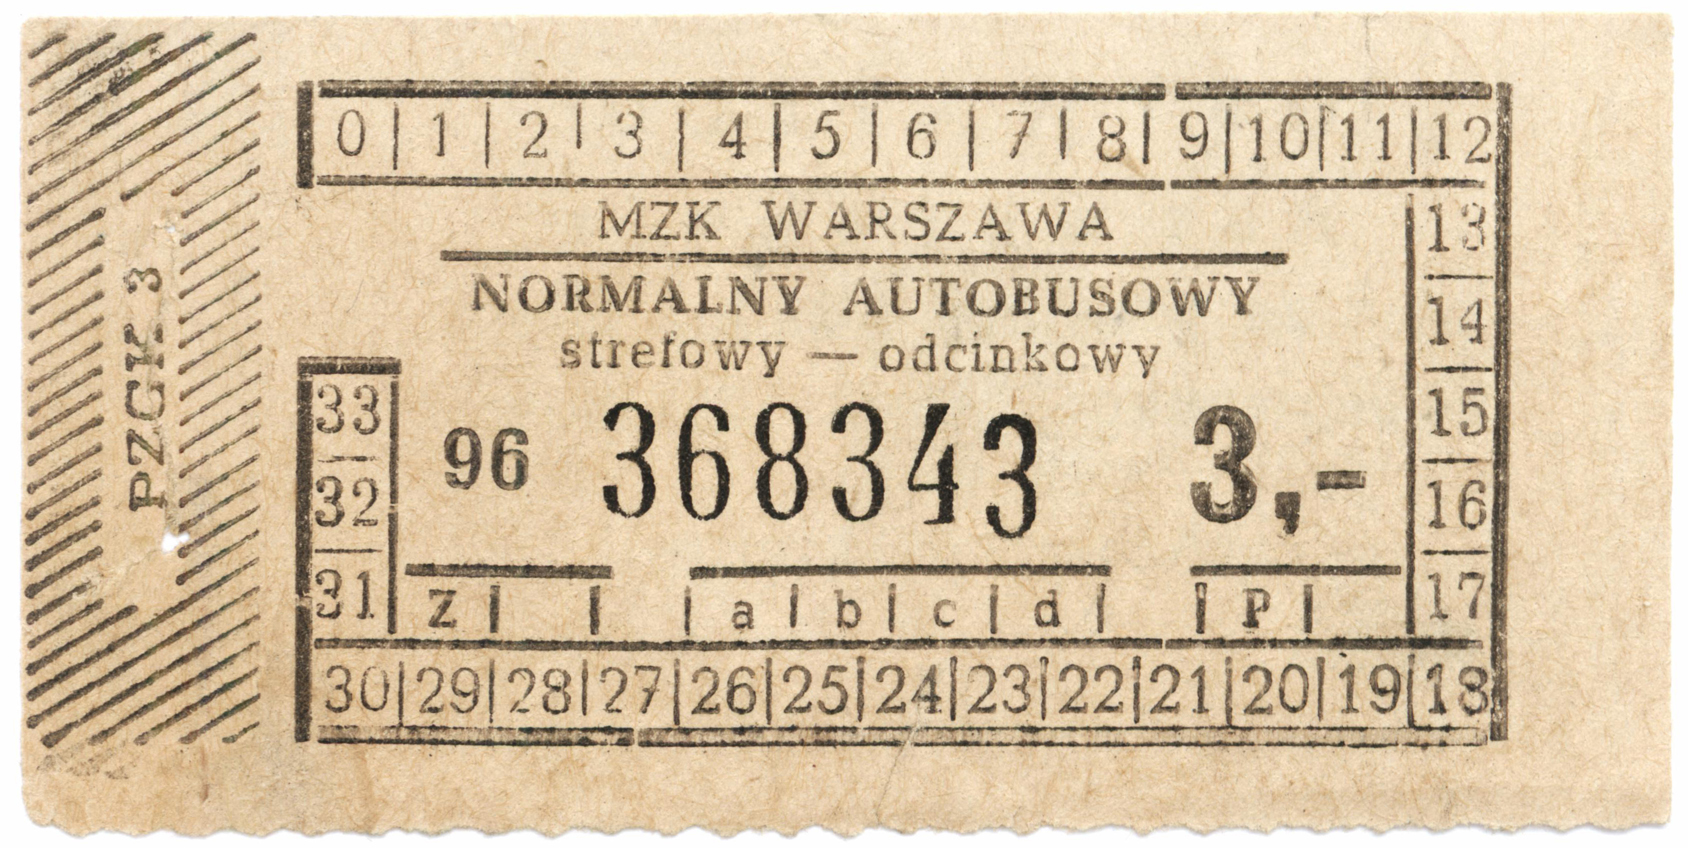 PZGK 3
0 | 1 | 2 | 3 | 4 | 5 | 6 | 7 | 8 | 9 | 10 | 11 | 12
MZK WARSZAWA
NORMALNY AUTOBUSOWY
strefowy — odcinkowy
96 368343 3,-
13
14
15
16
17
33
32
31
Z | | | a | b | c | d | | P |
30 | 29 | 28 | 27 | 26 | 25 | 24 | 23 | 22 | 21 | 20 | 19 | 18